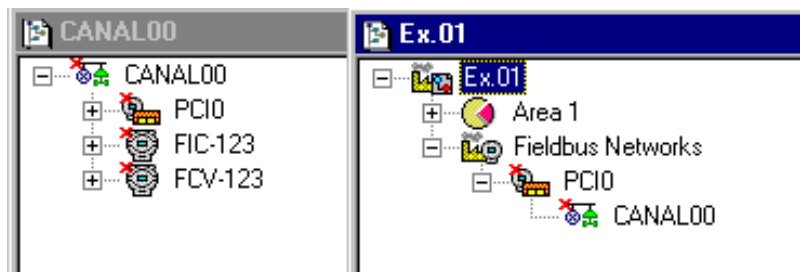 CANAL00
CANAL00
PCI0
FIC-123
FCV-123
Ex.01
Ex.01
Area 1
Fieldbus Networks
PCI0
CANAL00